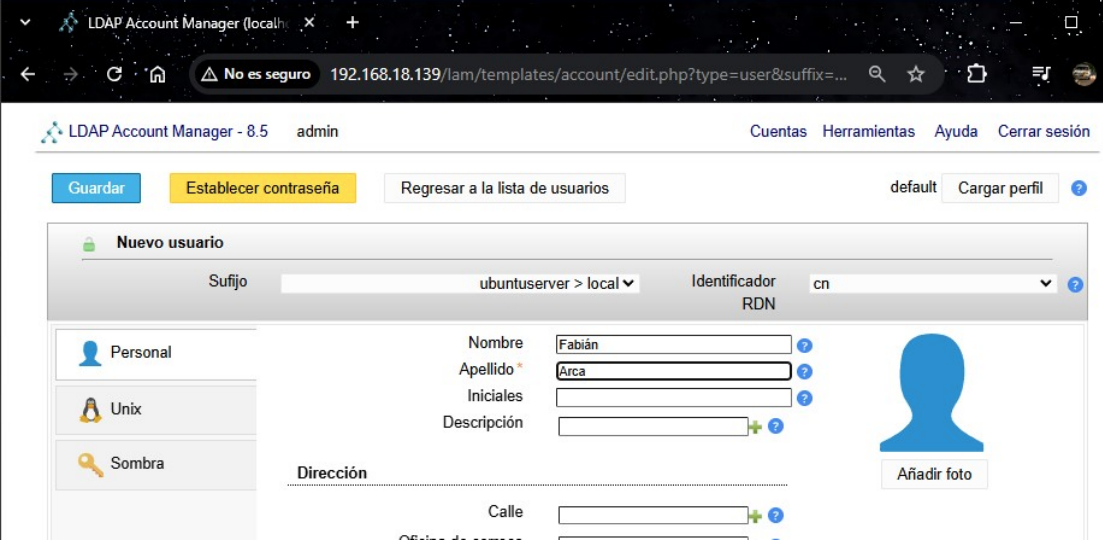 LDAP Account Manager (localh
No es seguro 192.168.18.139/lam/templates/account/edit.php?type=user&suffix=...
LDAP Account Manager - 8.5 admin Cuentas Herramientas Ayuda Cerrar sesión
Guardar Establecer contraseña Regresar a la lista de usuarios default Cargar perfil
Nuevo usuario
Sufijo ubuntuserver > local Identificador RDN cn
Personal
Unix
Sombra
Nombre Fabián
Apellido * Arca
Iniciales
Descripción
Añadir foto
Dirección
Calle